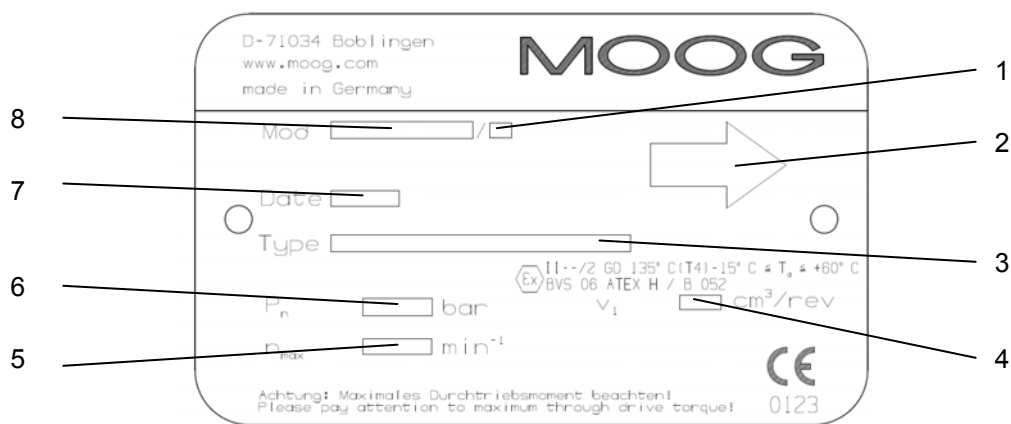 D-71034 Boblingen
www.moog.com
made in Germany
MOOG
8
1
Mod /
2
7
Date
Type
3
Ex II--/2 GD 135° C(T4)-15° C ≤ Ta ≤ +60° C
BVS 06 ATEX H / B 052
6
Pn bar V1 cm³/rev
5
nmax min⁻¹
4
CE
0123
Achtung: Maximales Durchtriebsmoment beachten!
Please pay attention to maximum through drive torque!